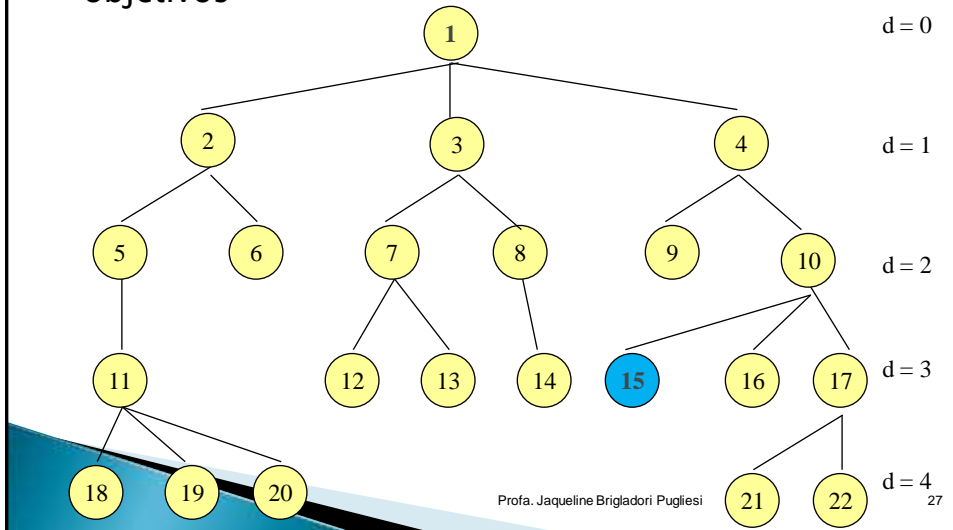 objetivos
1 d = 0
2 3 4 d = 1
5 6 7 8 9 10 d = 2
11 12 13 14 15 16 17 d = 3
18 19 20 21 22 d = 4
Profa. Jaqueline Brigladori Pugliesi 27